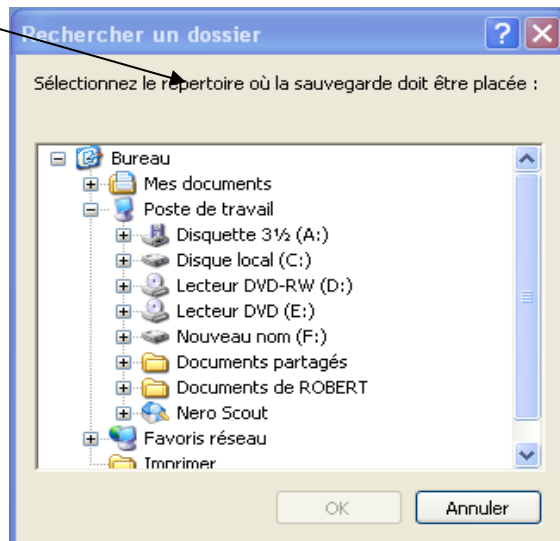 Rechercher un dossier
Sélectionnez le répertoire où la sauvegarde doit être placée :
Bureau
Mes documents
Poste de travail
Disquette 3½ (A:)
Disque local (C:)
Lecteur DVD-RW (D:)
Lecteur DVD (E:)
Nouveau nom (F:)
Documents partagés
Documents de ROBERT
Nero Scout
Favoris réseau
Imprimer
OK
Annuler